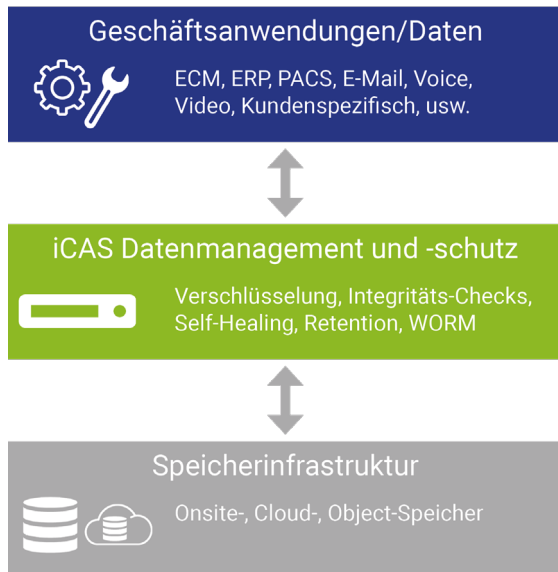 Geschäftsanwendungen/Daten
ECM, ERP, PACS, E-Mail, Voice,
Video, Kundenspezifisch, usw.
iCAS Datenmanagement und -schutz
Verschlüsselung, Integritäts-Checks,
Self-Healing, Retention, WORM
Speicherinfrastruktur
Onsite-, Cloud-, Object-Speicher